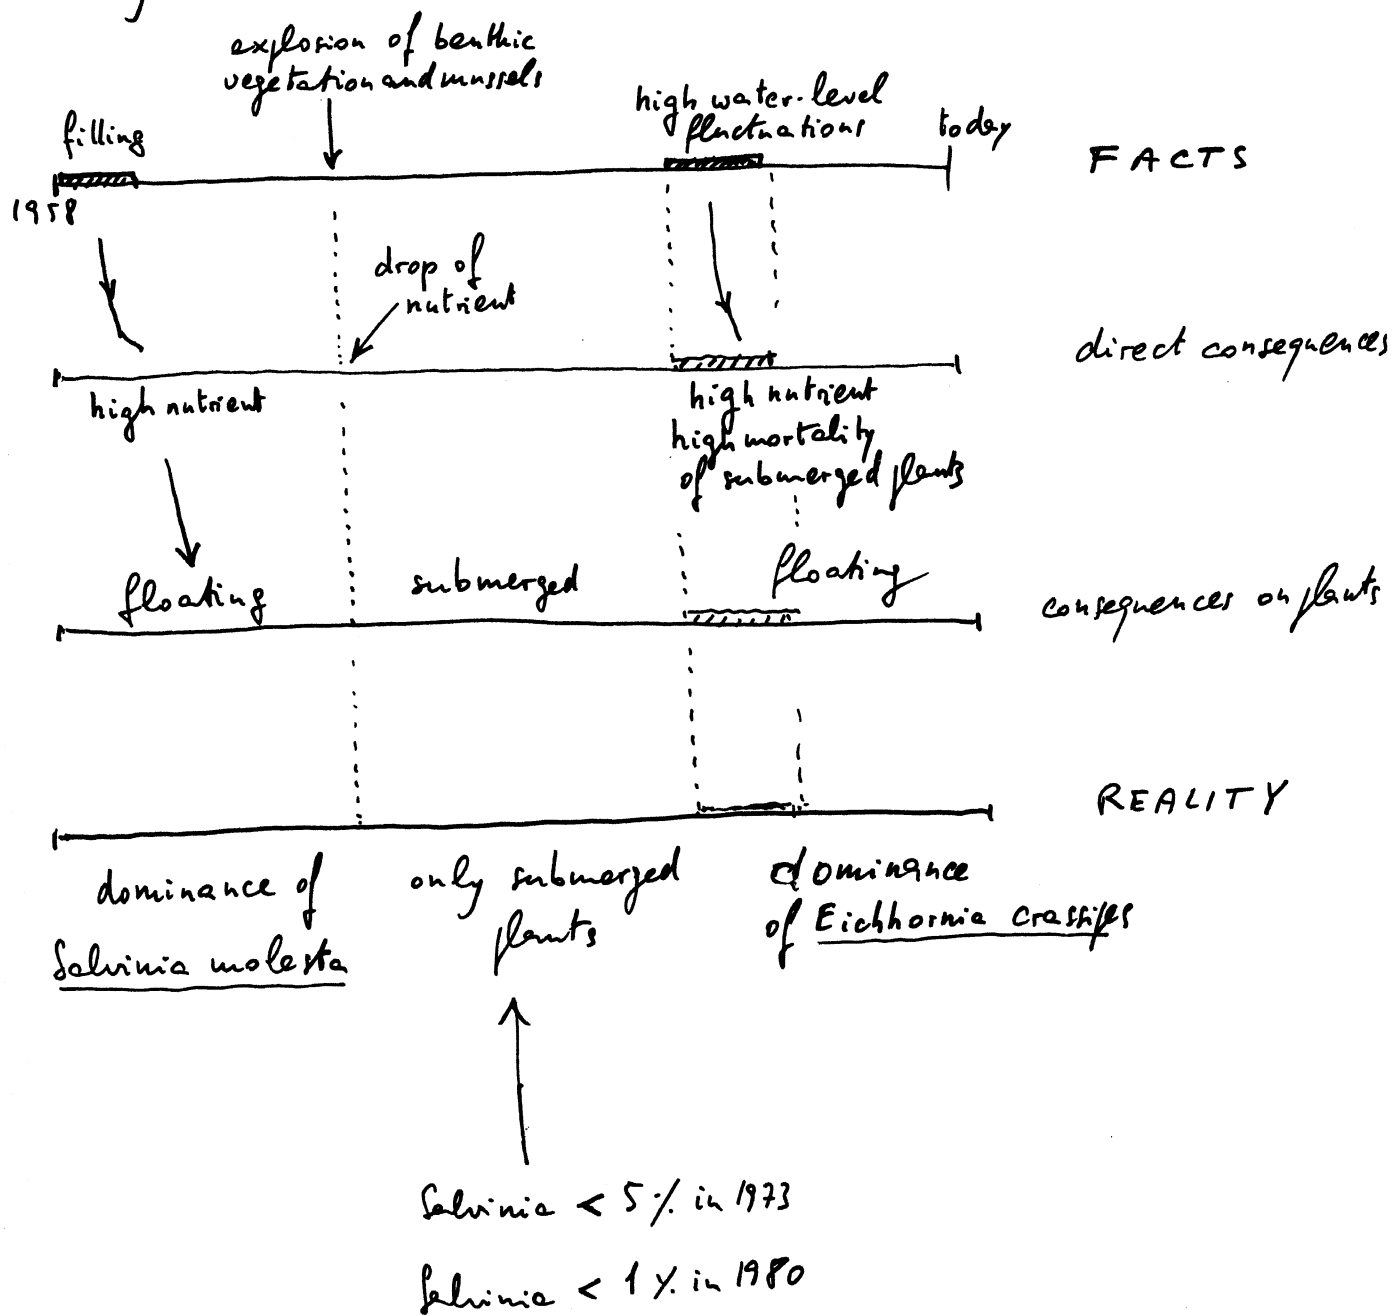 explosion of benthic
vegetation and mussels
filling
high water-level
fluctuations
today
FACTS
1958
drop of
nutrient
direct consequences
high nutrient
high nutrient
high mortality
of submerged plants
floating
submerged
floating
consequences on plants
REALITY
dominance of
Salvinia molesta
only submerged
plants
dominance
of Eichhornia crassipes
Salvinia < 5 % in 1973
Salvinia < 1 % in 1980